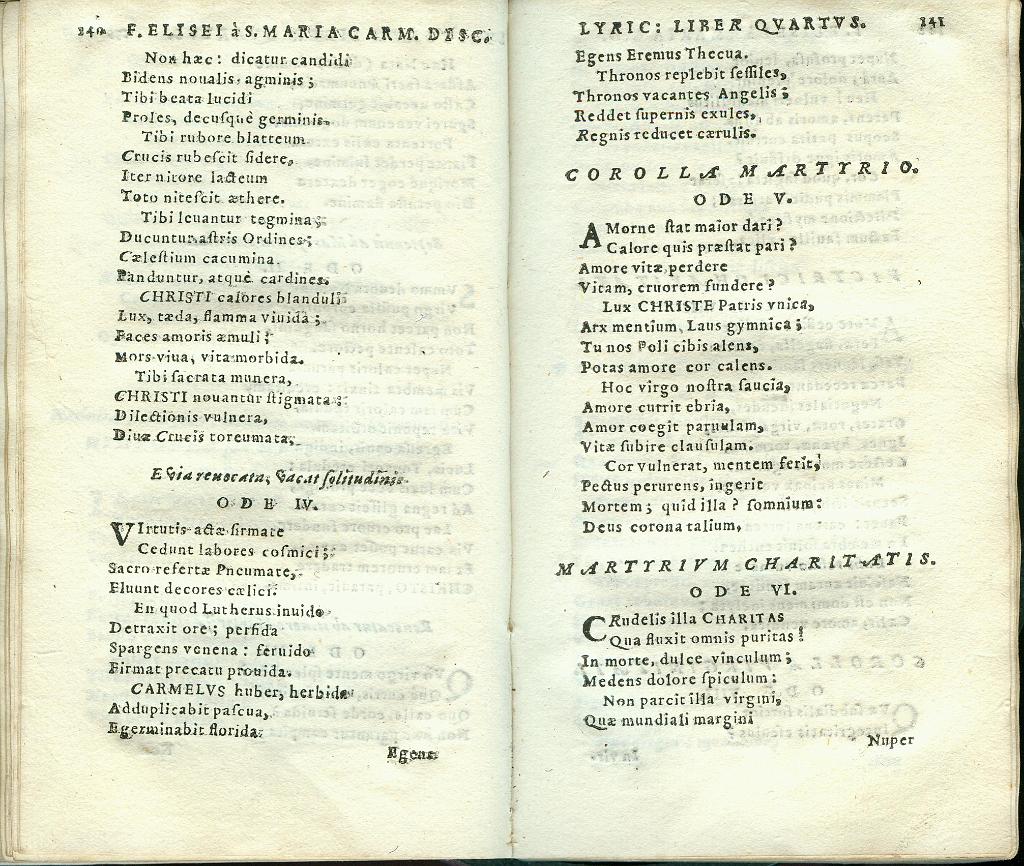 240 F. ELISEI à S. MARIA CARM. DISC.
Non hæc: dicatur candidi
Bidens noualis, agminis;
Tibi beata lucidi
Proles, decusquè germinis.
Tibi rubore blatteum.
Crucis rubeſcit ſidere,
Iter nitore lacteum
Toto niteſcit æthere.
Tibi leuantur tegmina;
Ducuntur aſtris Ordines;
Cæleſtium cacumina.
Panduntur, atquè cardines.
CHRISTI calores blanduli:
Lux, tæda, flamma viuida;
Faces amoris æmuli;
Mors viua, vita morbida.
Tibi ſacrata munera,
CHRISTI nouantur ſtigmata:
Dilectionis vulnera,
Diuæ Crucis toreumata,
Evia reuocata, vacat ſolitudinis.
ODE IV.
VIrtutis actæ firmate
Cedunt labores coſmici;
Sacro refertæ Pneumate,
Fluunt decores cælici.
En quod Lutherus inuido
Detraxit ore; perfida
Spargens venena: feruido
Firmat precatu prouida.
CARMELVS huber, herbida,
Adduplicabit paſcua,
Egerminabit florida,
Egens
LYRIC: LIBER QVARTVS. 241
Egens Eremus Thecua.
Thronos replebit ſeſſiles,
Thronos vacantes Angelis;
Reddet ſupernis exules,
Regnis reducet cærulis.
COROLLA MARTYRIO.
ODE V.
AMorne ſtat maior dari?
Calore quis præſtat pari?
Amore vitæ perdere
Vitam, cruorem fundere?
Lux CHRISTE Patris vnica,
Arx mentium, Laus gymnica;
Tu nos Poli cibis alens,
Potas amore cor calens.
Hoc virgo noſtra ſaucia,
Amore currit ebria,
Amor coegit paruulam,
Vitæ ſubire clauſulam.
Cor vulnerat, mentem ferit,
Pectus perurens, ingerit
Mortem; quid illa? ſomnium:
Deus corona talium,
MARTYRIVM CHARITATIS.
ODE VI.
CRudelis illa CHARITAS
Qua fluxit omnis puritas!
In morte, dulce vinculum;
Medens dolore ſpiculum:
Non parcit illa virgini,
Quæ mundiali margini
Nuper